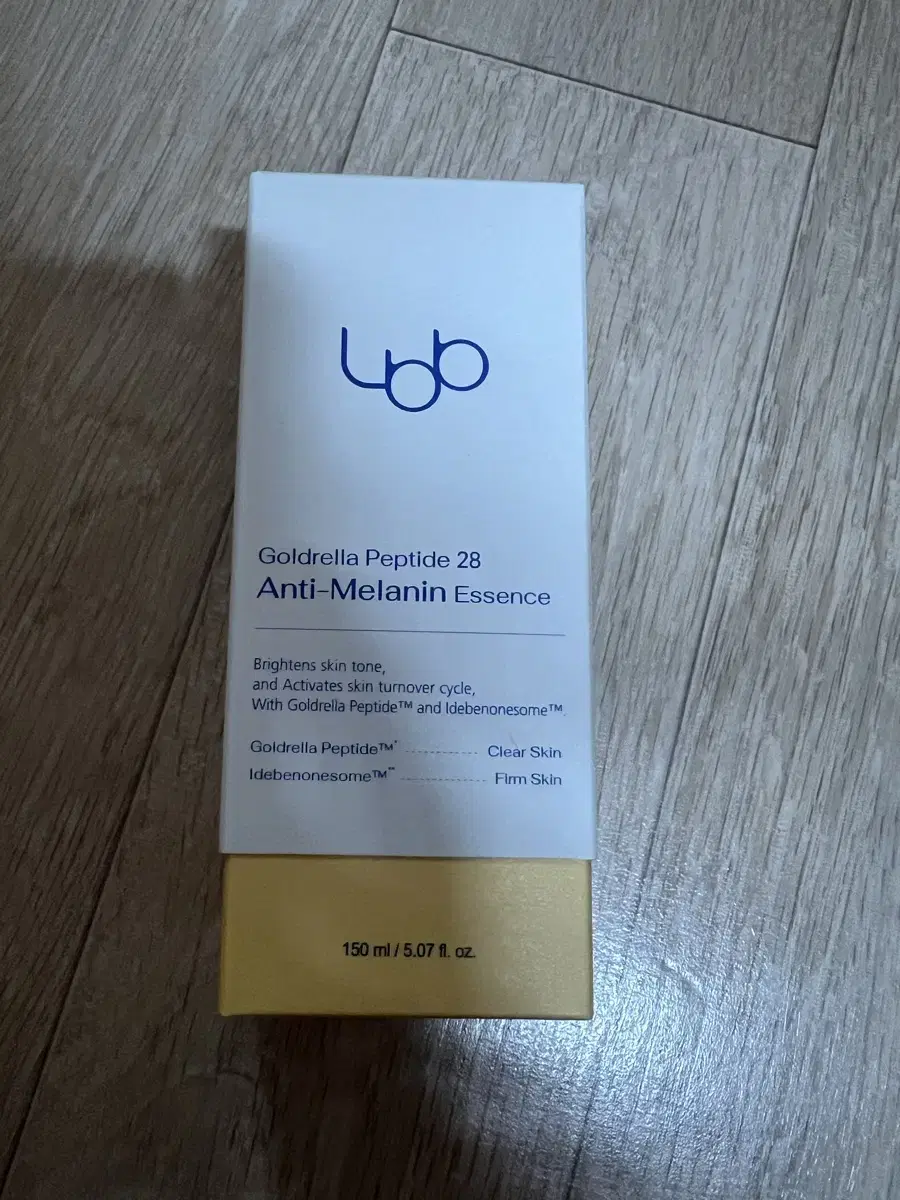 Lbb
Goldrella Peptide 28
Anti-Melanin Essence
Brightens skin tone,
and Activates skin turnover cycle,
With Goldrella Peptide™ and Idebenonesome™.
Goldrella Peptide™* ------------ Clear Skin
Idebenonesome™** -------------- Firm Skin
150 ml / 5.07 fl. oz.